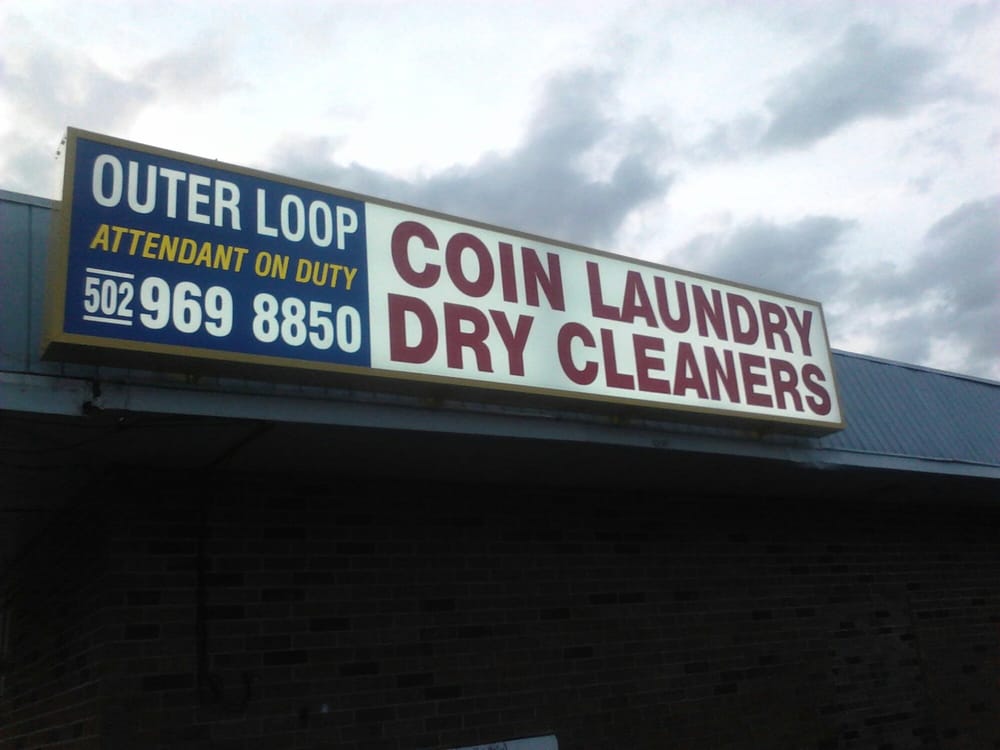 OUTER LOOP
ATTENDANT ON DUTY
502 969 8850
COIN LAUNDRY
DRY CLEANERS